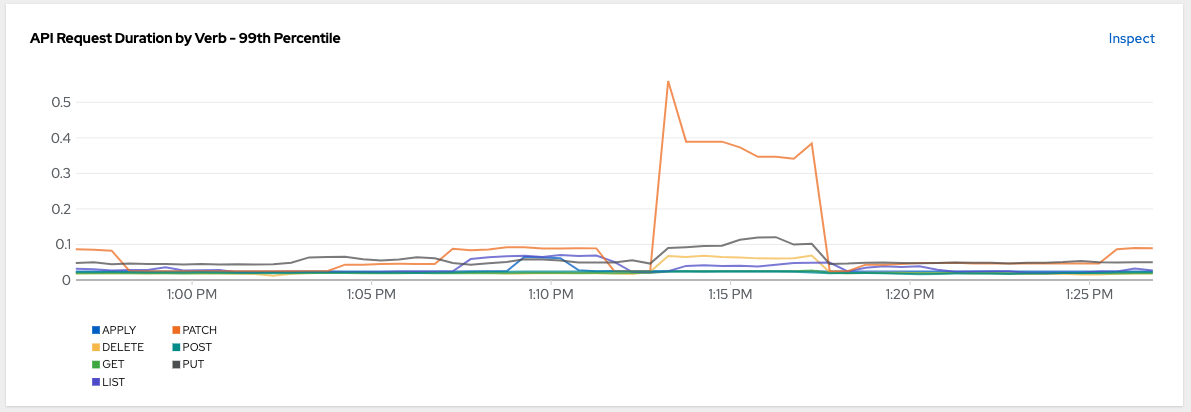 API Request Duration by Verb - 99th Percentile
Inspect
0.5
0.4
0.3
0.2
0.1
0
1:00 PM 1:05 PM 1:10 PM 1:15 PM 1:20 PM 1:25 PM
APPLY PATCH
DELETE POST
GET PUT
LIST